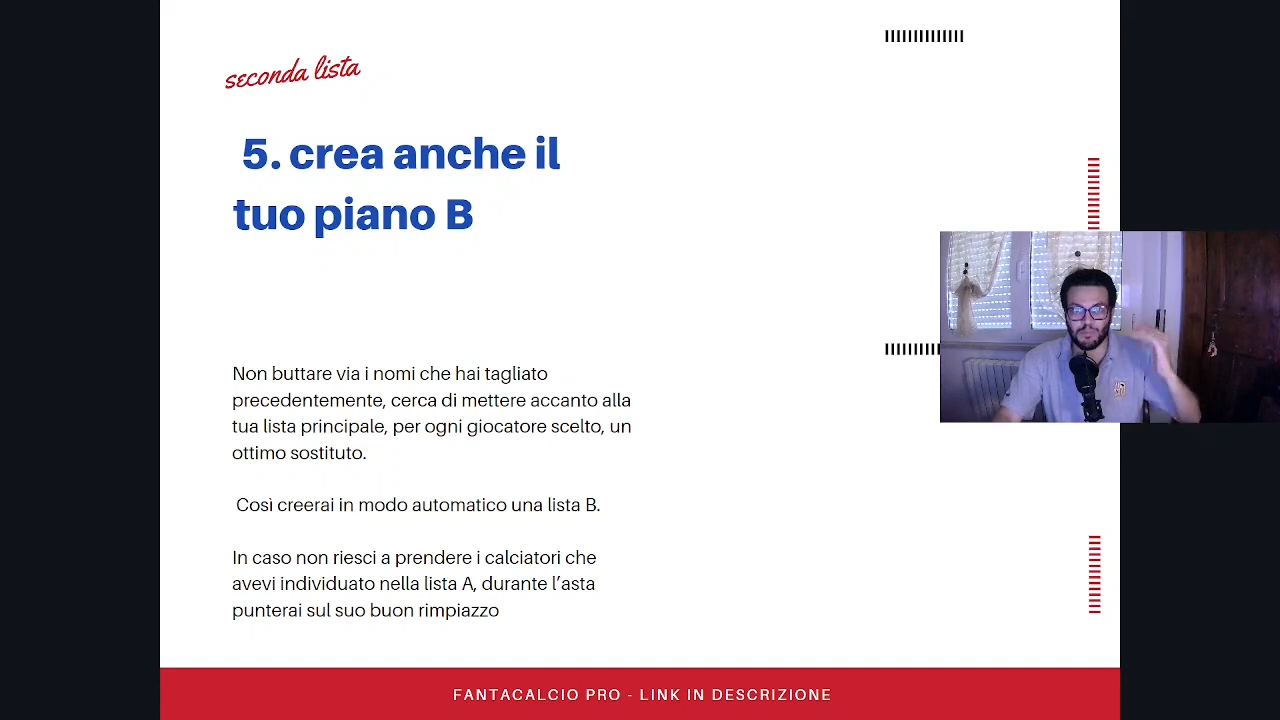 seconda lista
5. crea anche il
tuo piano B
Non buttare via i nomi che hai tagliato
precedentemente, cerca di mettere accanto alla
tua lista principale, per ogni giocatore scelto, un
ottimo sostituto.
Così creerai in modo automatico una lista B.
In caso non riesci a prendere i calciatori che
avevi individuato nella lista A, durante l’asta
punterai sul suo buon rimpiazzo
FANTACALCIO PRO - LINK IN DESCRIZIONE